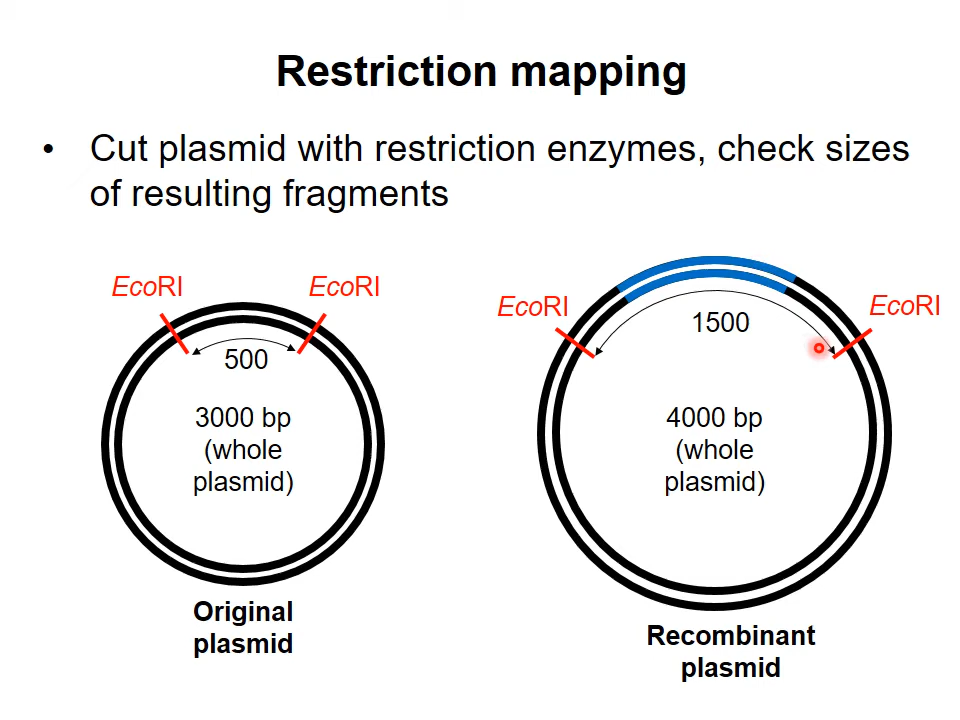 Restriction mapping
• Cut plasmid with restriction enzymes, check sizes
of resulting fragments
EcoRI
EcoRI
500
3000 bp
(whole
plasmid)
Original
plasmid
EcoRI
EcoRI
1500
4000 bp
(whole
plasmid)
Recombinant
plasmid